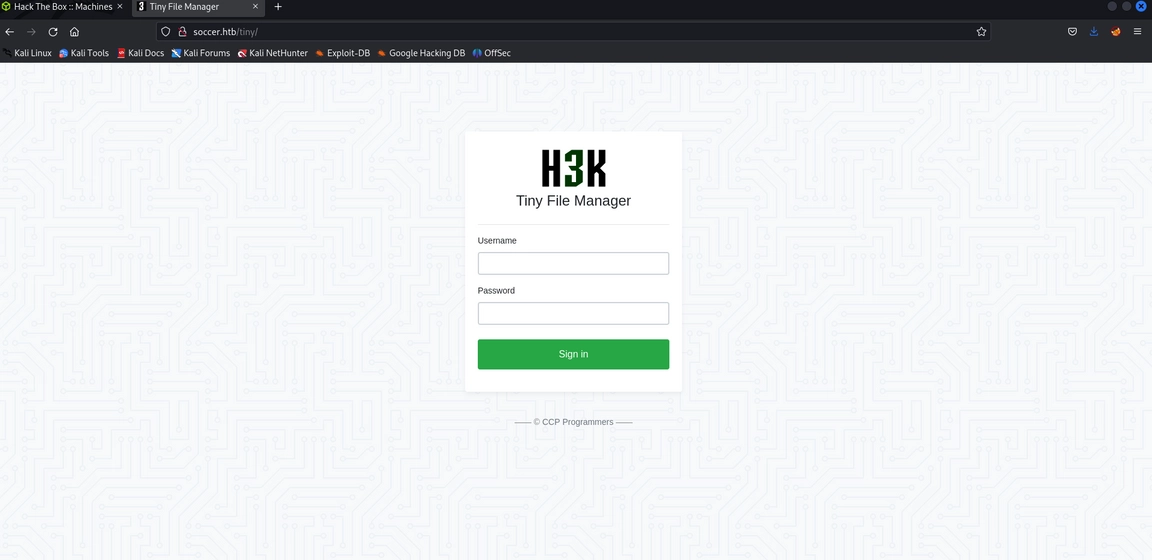 Hack The Box :: Machines
Tiny File Manager
soccer.htb/tiny/
Kali Linux Kali Tools Kali Docs Kali Forums Kali NetHunter Exploit-DB Google Hacking DB OffSec
H3K
Tiny File Manager
Username
Password
Sign in
—— © CCP Programmers ——